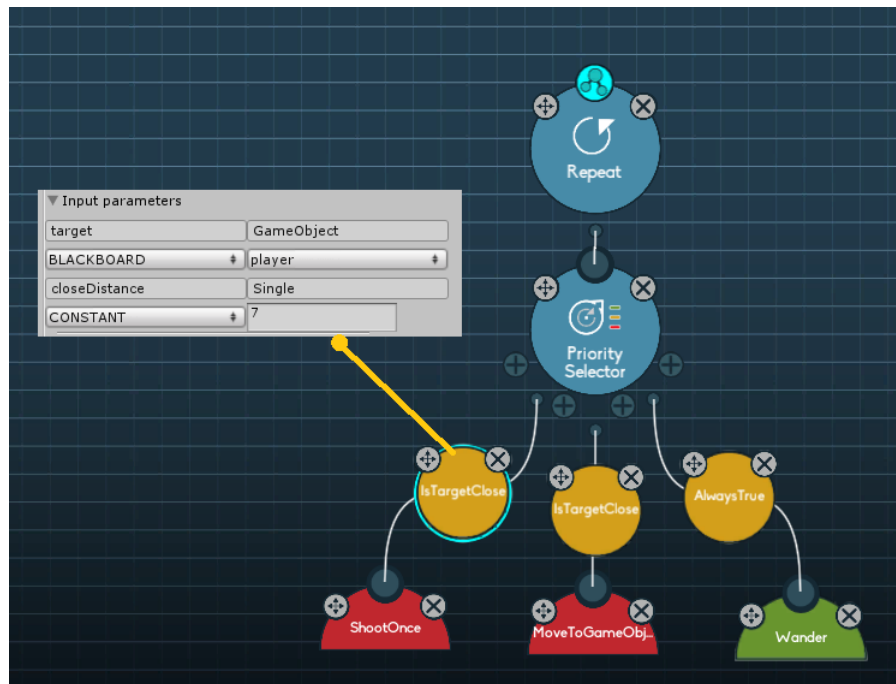 Repeat
Input parameters
target GameObject
BLACKBOARD player
closeDistance Single
CONSTANT 7
Priority
Selector
IsTargetClose
IsTargetClose
AlwaysTrue
ShootOnce
MoveToGameObj...
Wander